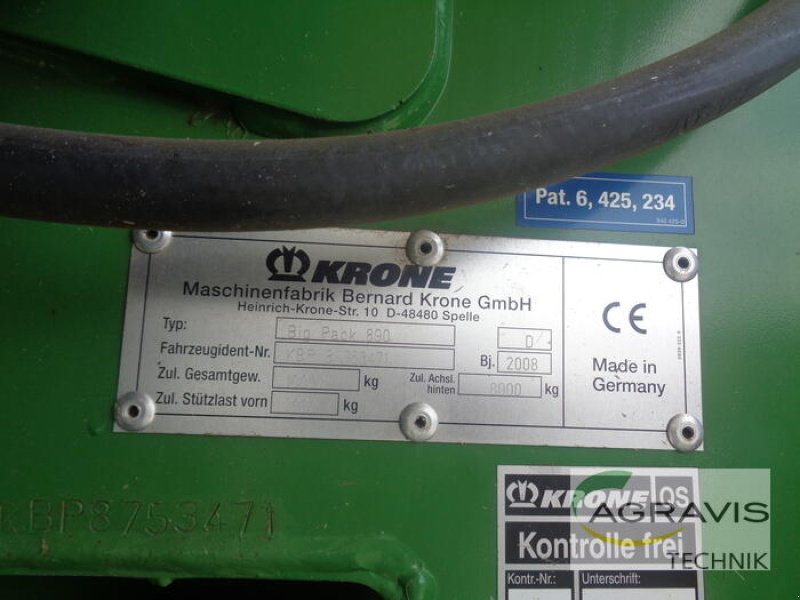 Pat. 6, 425, 234
KRONE
Maschinenfabrik Bernard Krone GmbH
Heinrich-Krone-Str. 10 D-48480 Spelle
Typ: Big Pack 890 D/
Fahrzeugident-Nr. Bj. 2008
Zul. Gesamtgew. kg Zul. Achsl. hinten 8000 kg
Zul. Stützlast vorn kg
CE
Made in
Germany
KBP8753471
KRONE QS
AGRAVIS
TECHNIK
Kontrolle frei
Kontr.-Nr.: Unterschrift: